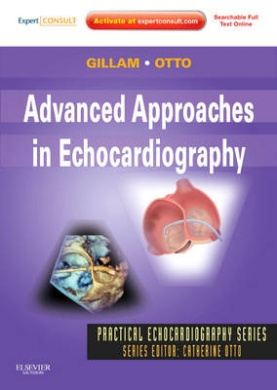 Expert CONSULT
Activate at expertconsult.com
Searchable Full
Text Online
GILLAM • OTTO
Advanced Approaches
in Echocardiography
PRACTICAL ECHOCARDIOGRAPHY SERIES
SERIES EDITOR: CATHERINE OTTO
ELSEVIER
SAUNDERS